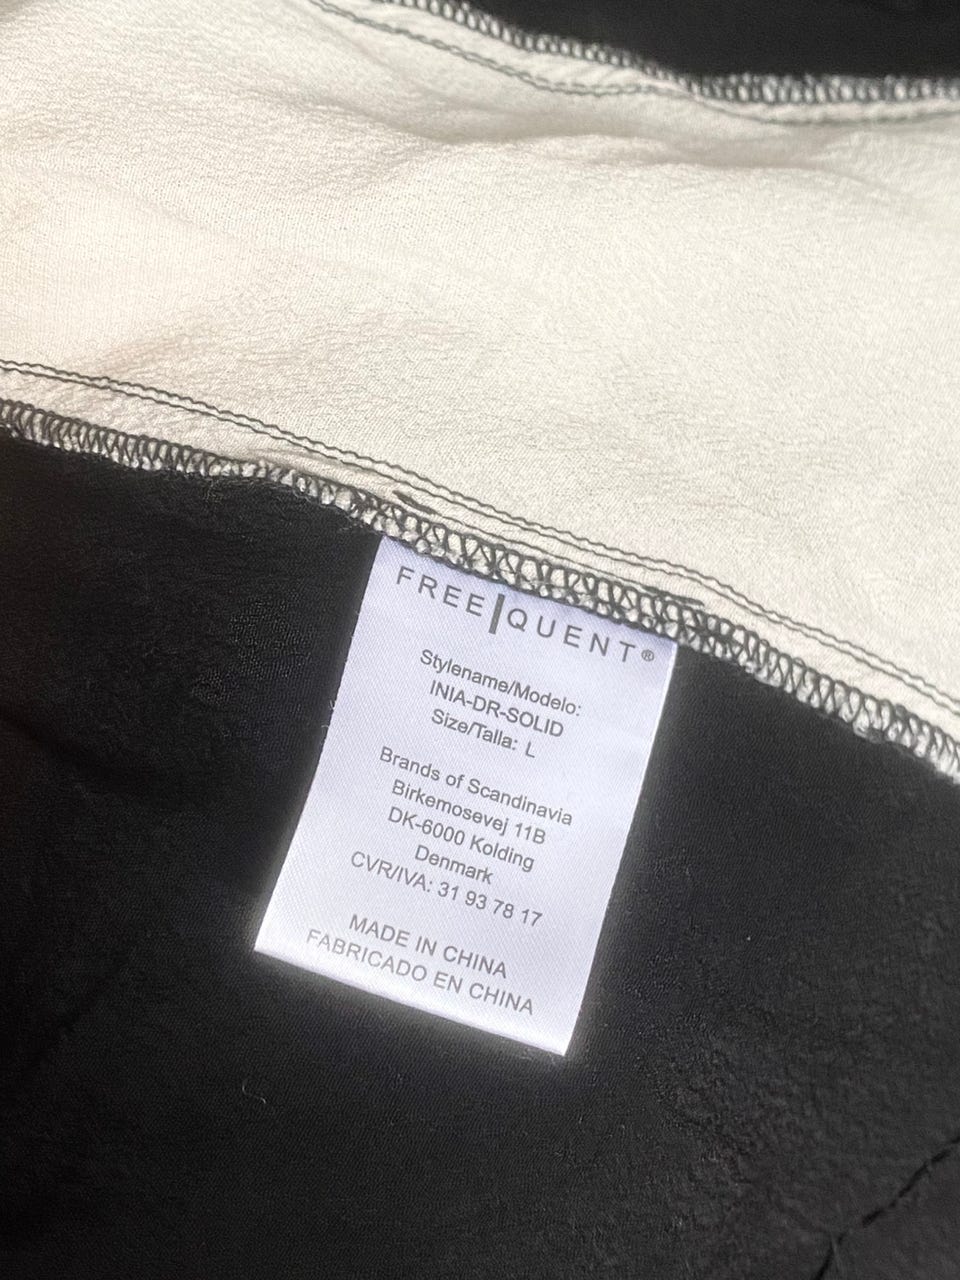 FREE|QUENT®
Stylename/Modelo:
INIA-DR-SOLID
Size/Talla: L
Brands of Scandinavia
Birkemosevej 11B
DK-6000 Kolding
Denmark
CVR/IVA: 31 93 78 17
MADE IN CHINA
FABRICADO EN CHINA